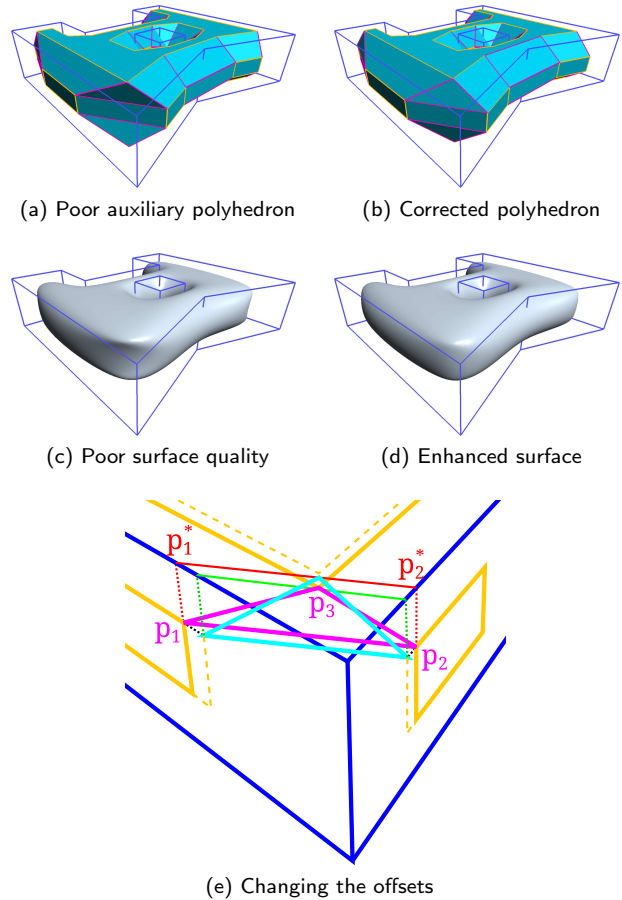 (a) Poor auxiliary polyhedron
(b) Corrected polyhedron
(c) Poor surface quality
(d) Enhanced surface
p₁*
p₂*
p₃
p₁
p₂
(e) Changing the offsets